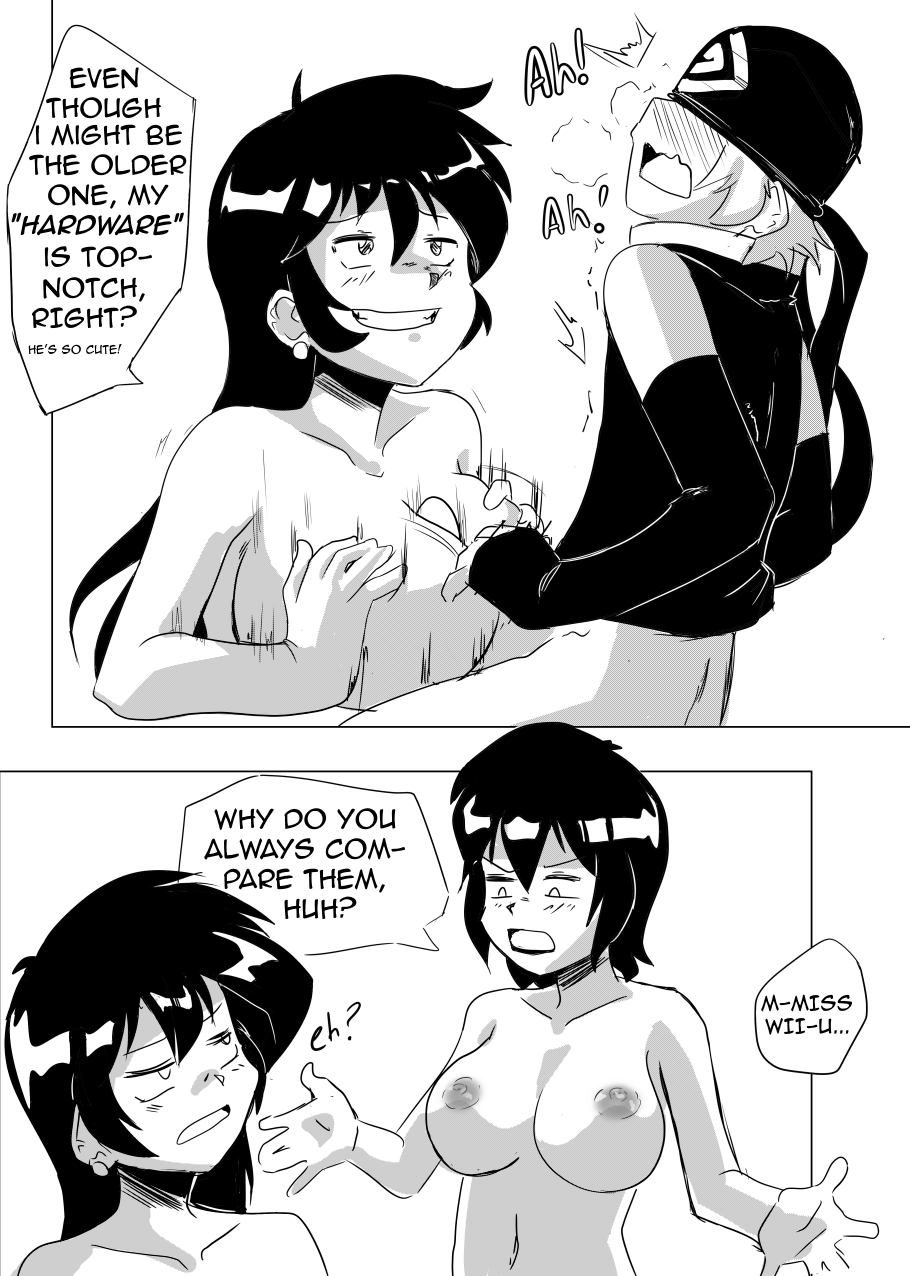 EVEN
THOUGH
I MIGHT BE
THE OLDER
ONE, MY
"HARDWARE"
IS TOP-
NOTCH,
RIGHT?
HE'S SO CUTE!
Ah!
Ah!
WHY DO YOU
ALWAYS COM-
PARE THEM,
HUH?
eh?
M-MISS
WII-U...